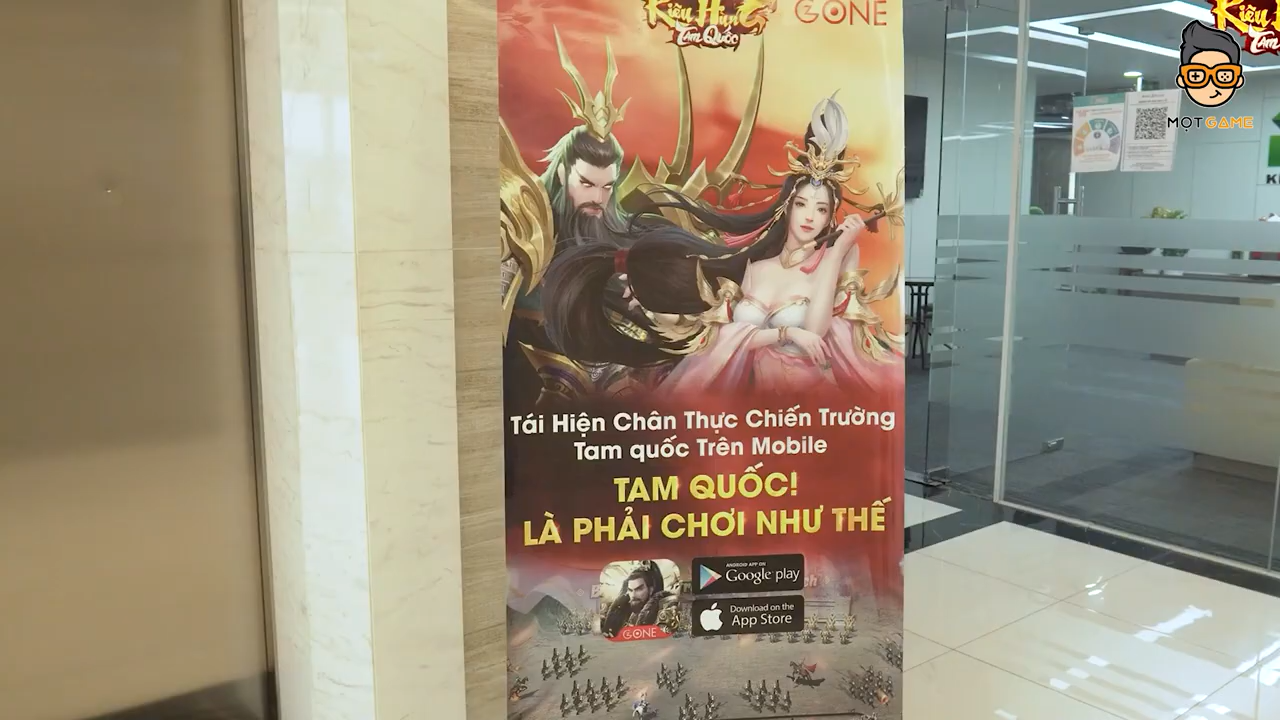 Kiêu Hùng
Tam Quốc
GONE
Tái Hiện Chân Thực Chiến Trường
Tam quốc Trên Mobile
TAM QUỐC!
LÀ PHẢI CHƠI NHƯ THẾ
ANDROID APP ON
Google play
Download on the
App Store
GONE
MỌTGAME